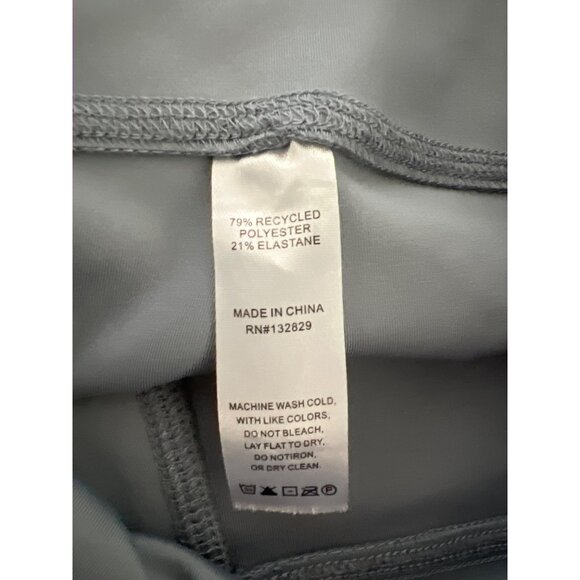 79% RECYCLED
POLYESTER
21% ELASTANE
MADE IN CHINA
RN#132829
MACHINE WASH COLD,
WITH LIKE COLORS,
DO NOT BLEACH,
LAY FLAT TO DRY,
DO NOTIRON,
OR DRY CLEAN.